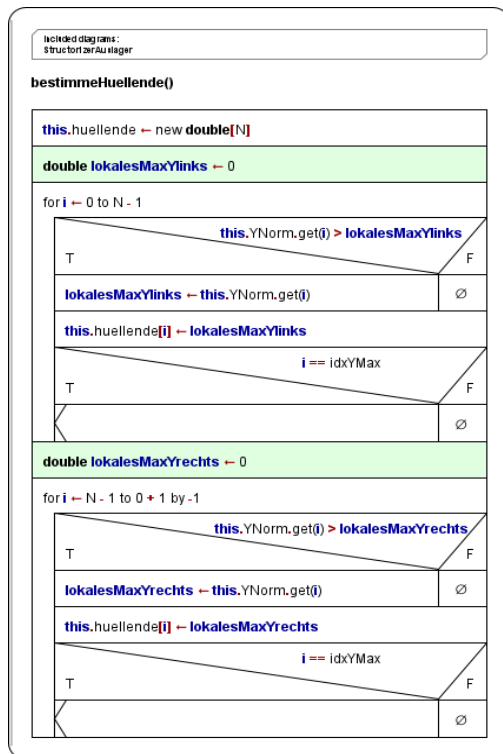 Included diagrams:
StructorizerAuslager
bestimmeHuellende()
this.huellende ← new double[N]
double lokalesMaxYlinks ← 0
for i ← 0 to N - 1
this.YNorm.get(i) > lokalesMaxYlinks
T F
lokalesMaxYlinks ← this.YNorm.get(i) ∅
this.huellende[i] ← lokalesMaxYlinks
i == idxYMax
T F
∅
double lokalesMaxYrechts ← 0
for i ← N - 1 to 0 + 1 by -1
this.YNorm.get(i) > lokalesMaxYrechts
T F
lokalesMaxYrechts ← this.YNorm.get(i) ∅
this.huellende[i] ← lokalesMaxYrechts
i == idxYMax
T F
∅